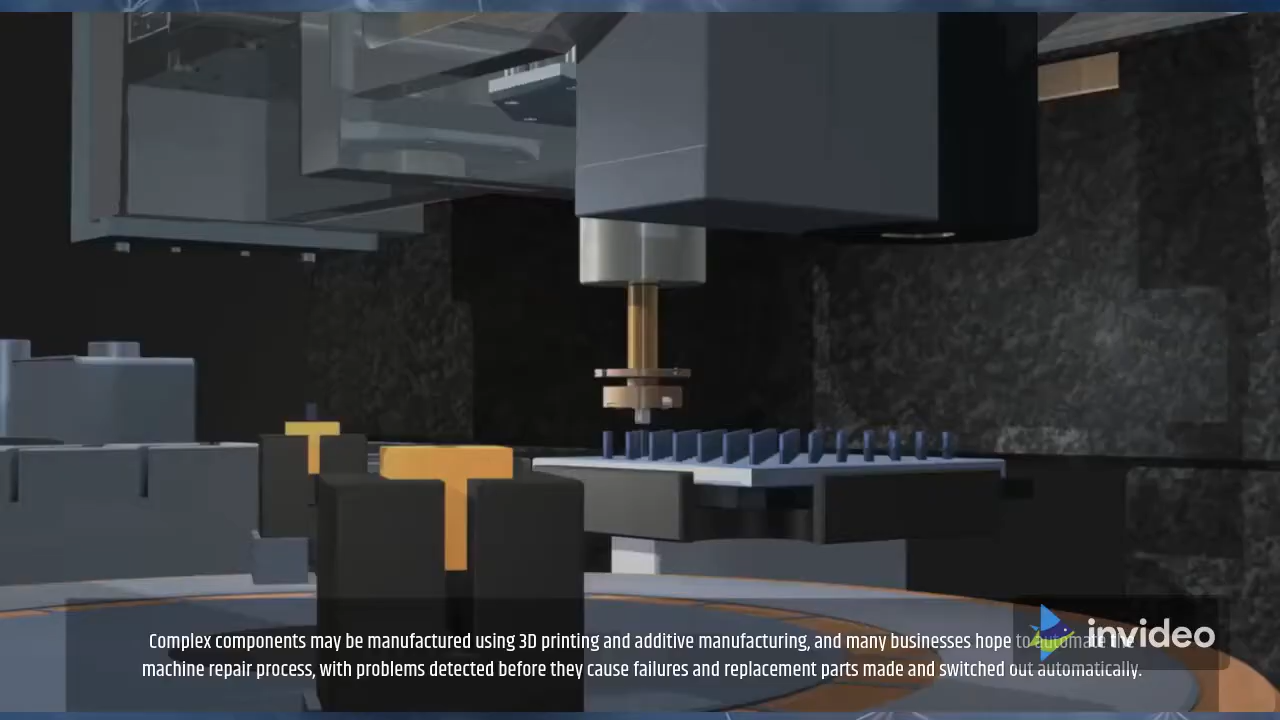 Complex components may be manufactured using 3D printing and additive manufacturing, and many businesses hope to automate the
machine repair process, with problems detected before they cause failures and replacement parts made and switched out automatically.
invideo